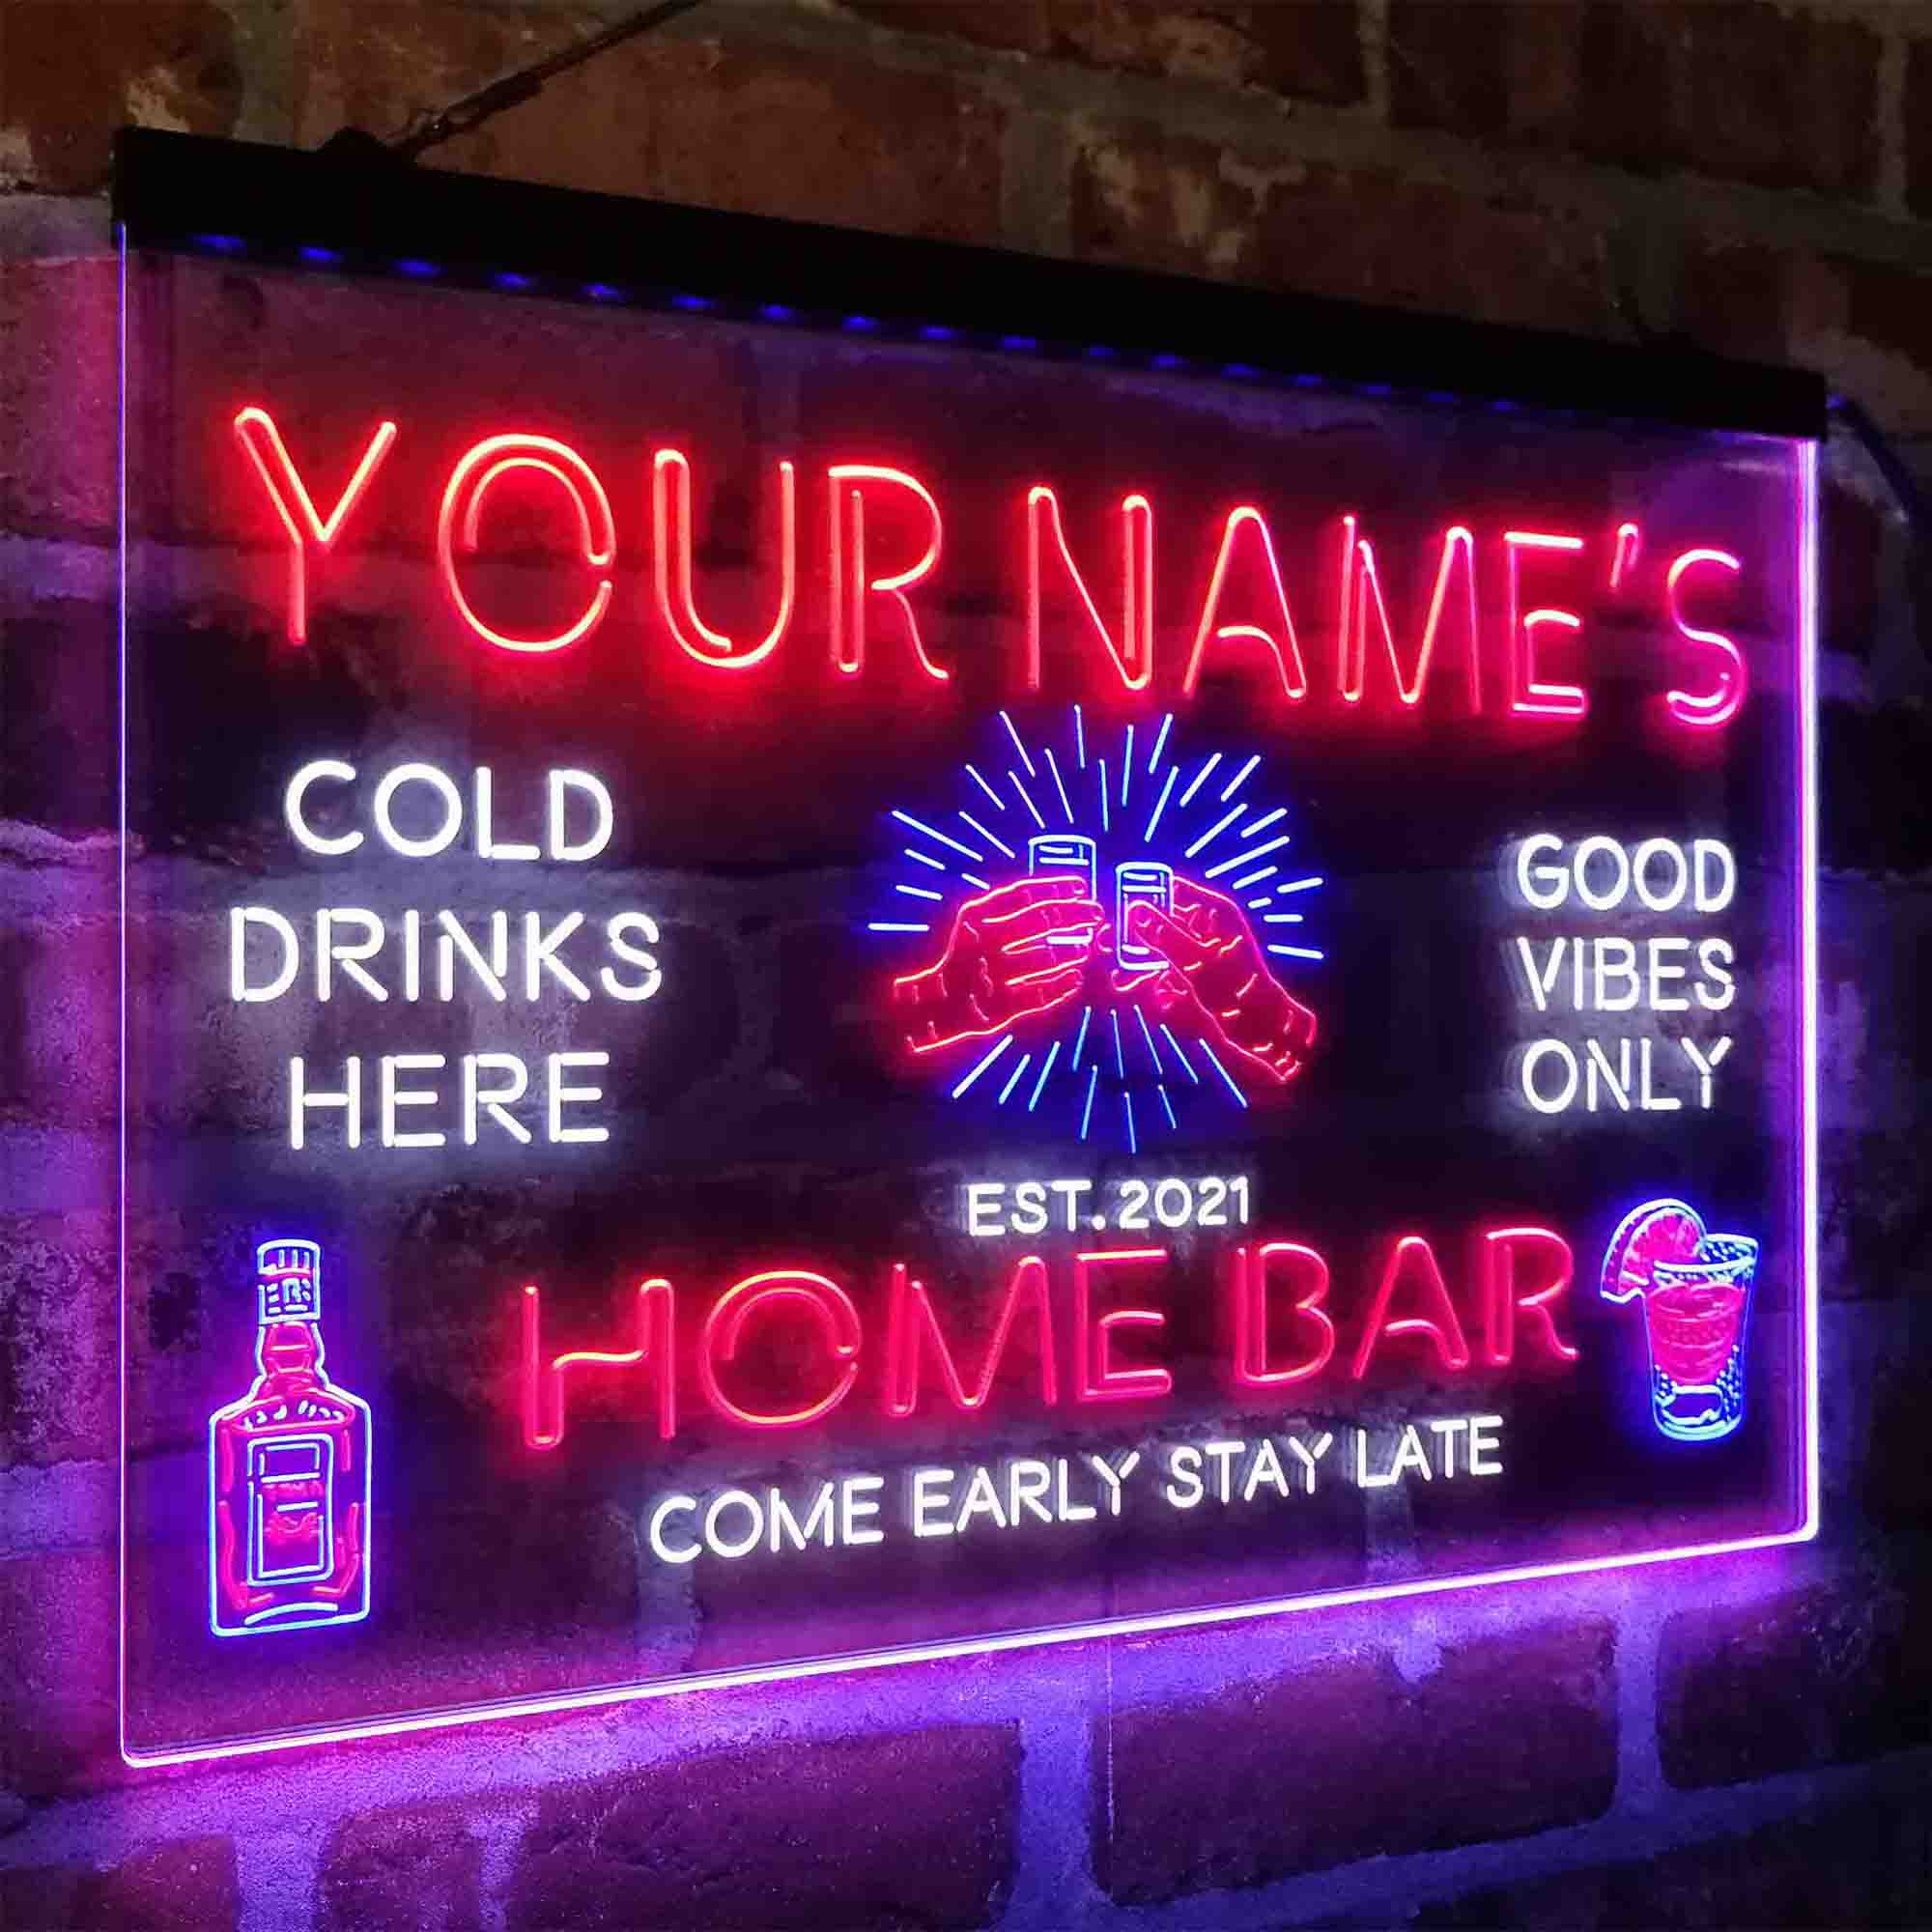 YOUR NAME'S
COLD
DRINKS
HERE
GOOD
VIBES
ONLY
EST.2021
HOME BAR
COME EARLY STAY LATE